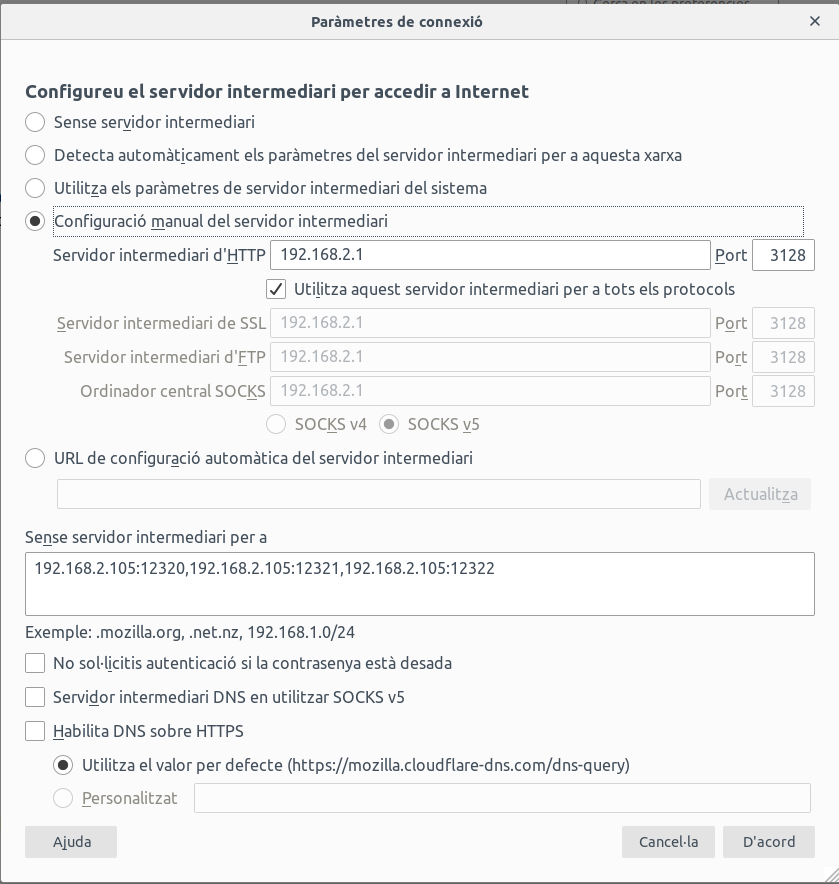 Cerca en les preferències
Paràmetres de connexió
Configureu el servidor intermediari per accedir a Internet
Sense servidor intermediari
Detecta automàticament els paràmetres del servidor intermediari per a aquesta xarxa
Utilitza els paràmetres de servidor intermediari del sistema
Configuració manual del servidor intermediari
Servidor intermediari d'HTTP 192.168.2.1 Port 3128
Utilitza aquest servidor intermediari per a tots els protocols
Servidor intermediari de SSL 192.168.2.1 Port 3128
Servidor intermediari d'FTP 192.168.2.1 Port 3128
Ordinador central SOCKS 192.168.2.1 Port 3128
SOCKS v4 SOCKS v5
URL de configuració automàtica del servidor intermediari
Actualitza
Sense servidor intermediari per a
192.168.2.105:12320,192.168.2.105:12321,192.168.2.105:12322
Exemple: .mozilla.org, .net.nz, 192.168.1.0/24
No sol·licitis autenticació si la contrasenya està desada
Servidor intermediari DNS en utilitzar SOCKS v5
Habilita DNS sobre HTTPS
Utilitza el valor per defecte (https://mozilla.cloudflare-dns.com/dns-query)
Personalitzat
Ajuda Cancel·la D'acord